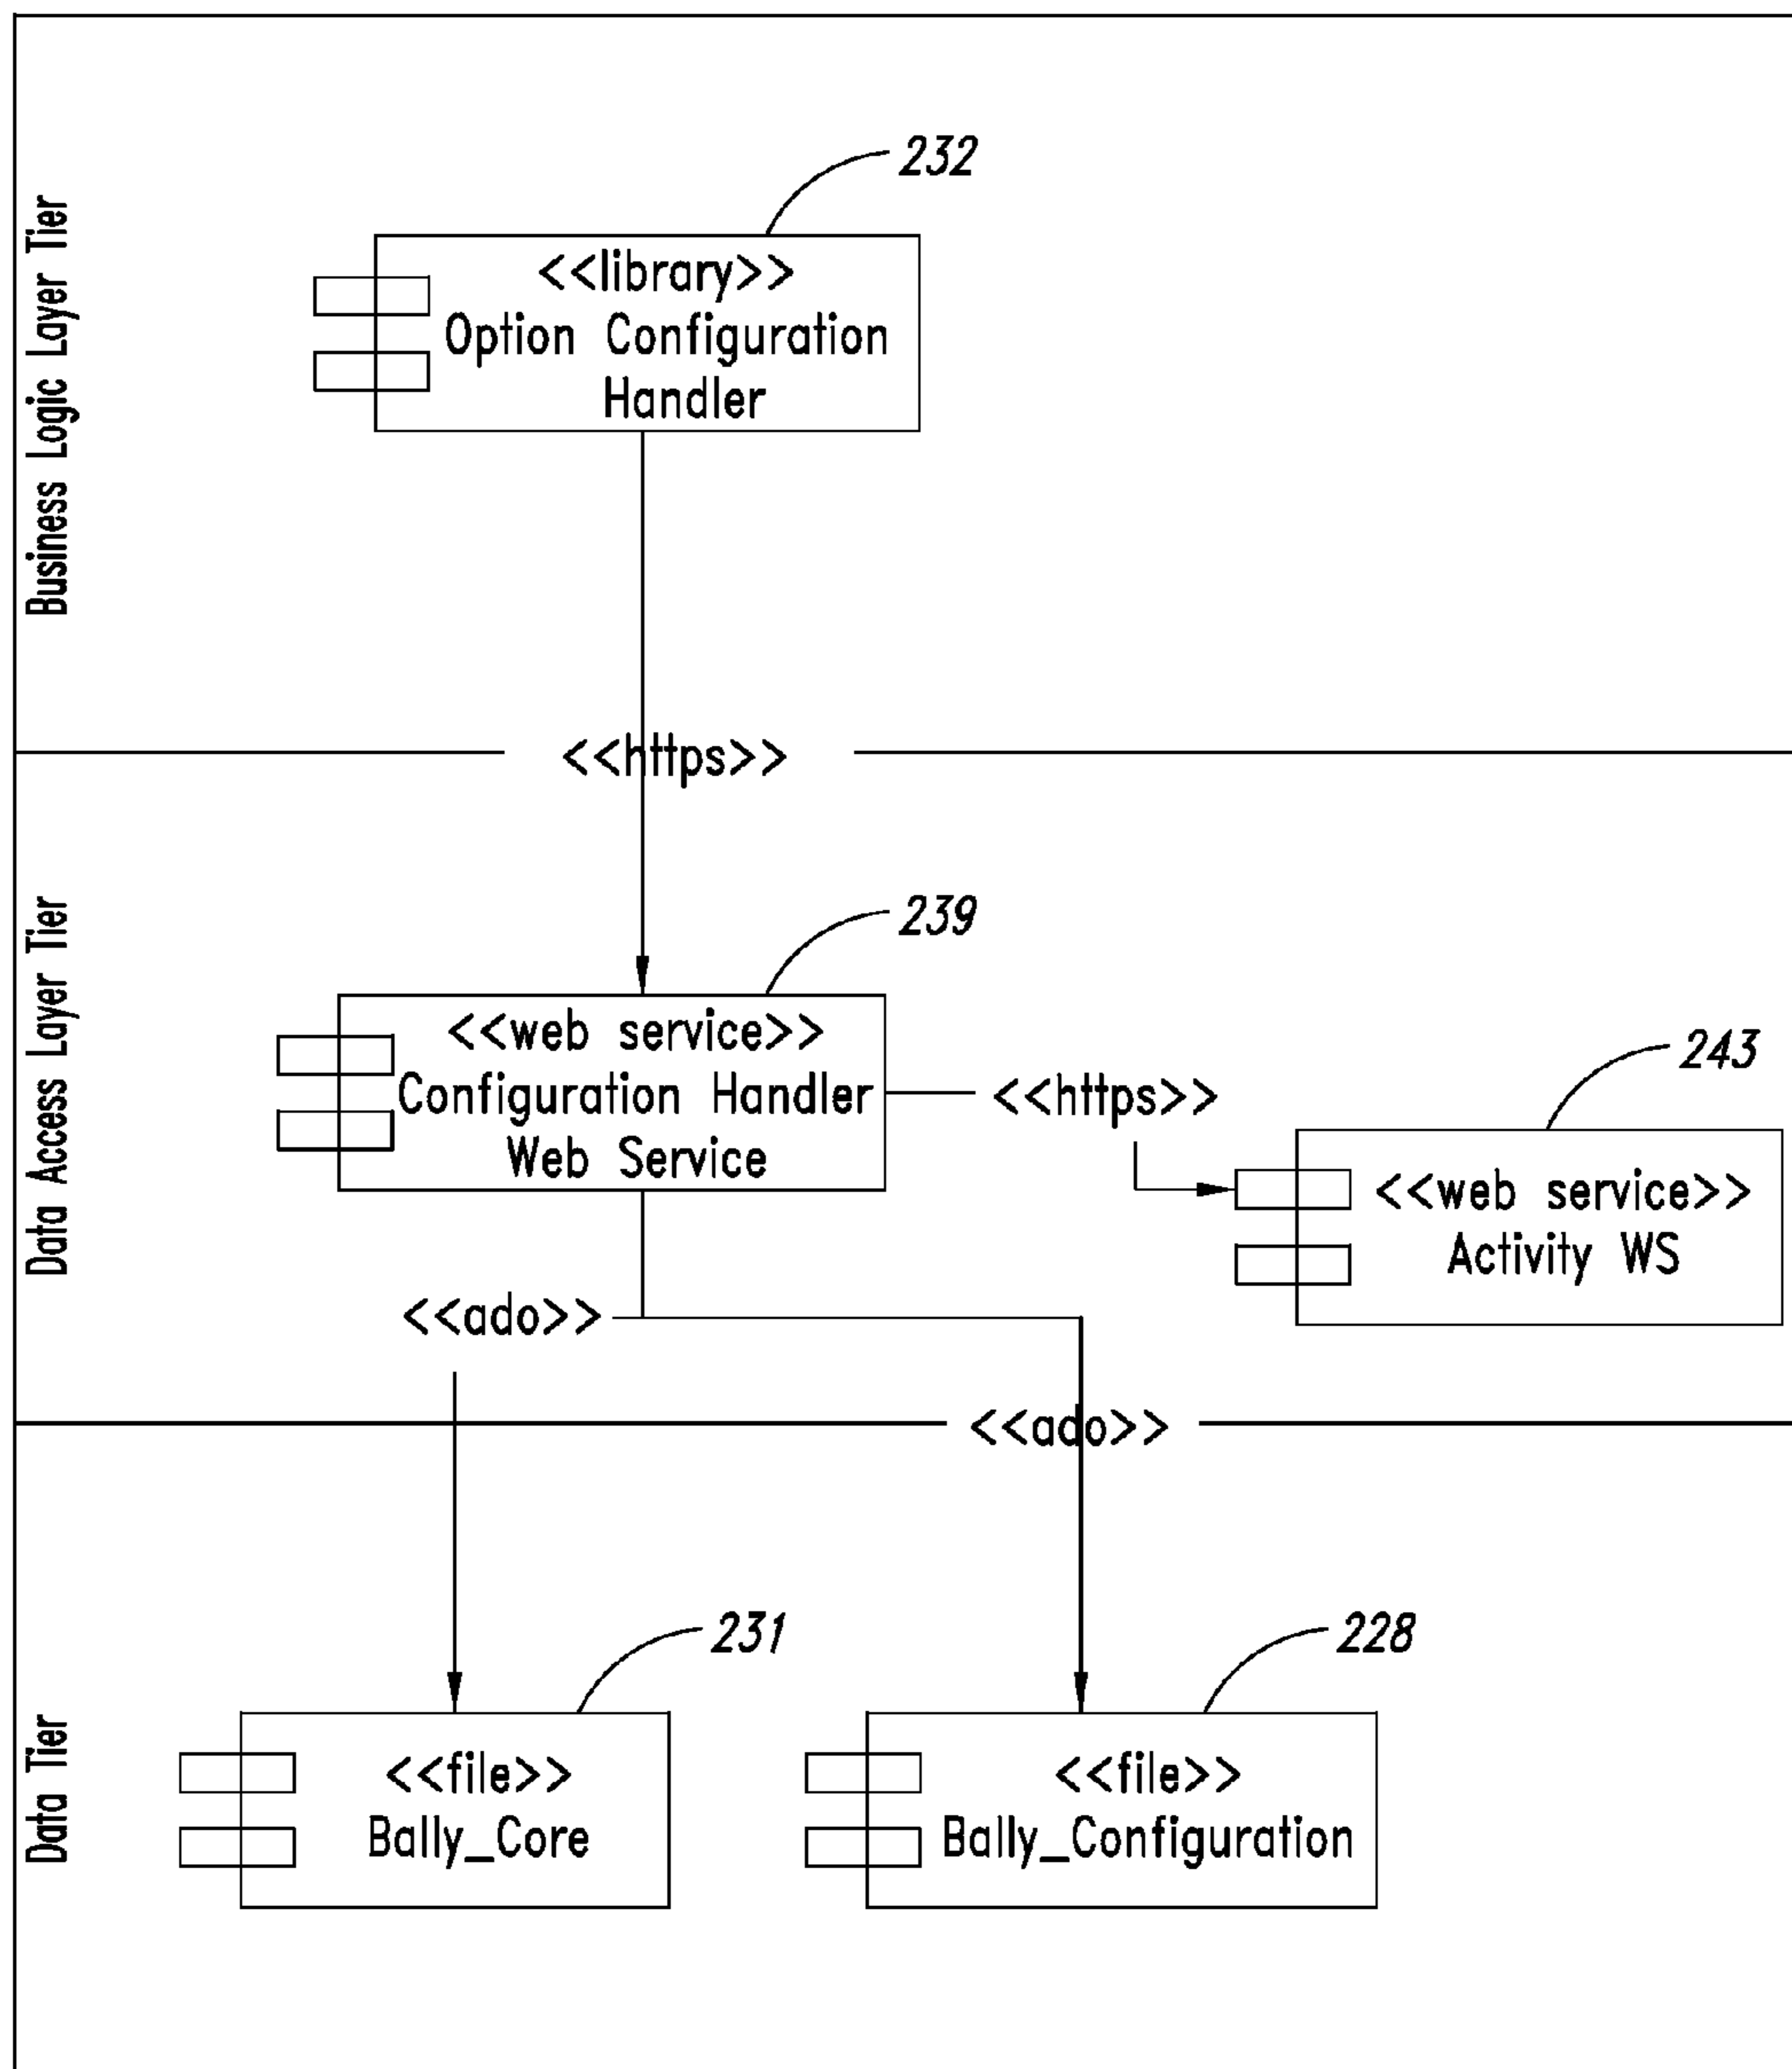 Business Logic Layer Tier
232
<<library>>
Option Configuration
Handler
<<https>>
Data Access Layer Tier
239
<<web service>>
Configuration Handler
Web Service
<<https>>
243
<<web service>>
Activity WS
<<ado>>
<<ado>>
Data Tier
231
<<file>>
Bally_Core
228
<<file>>
Bally_Configuration